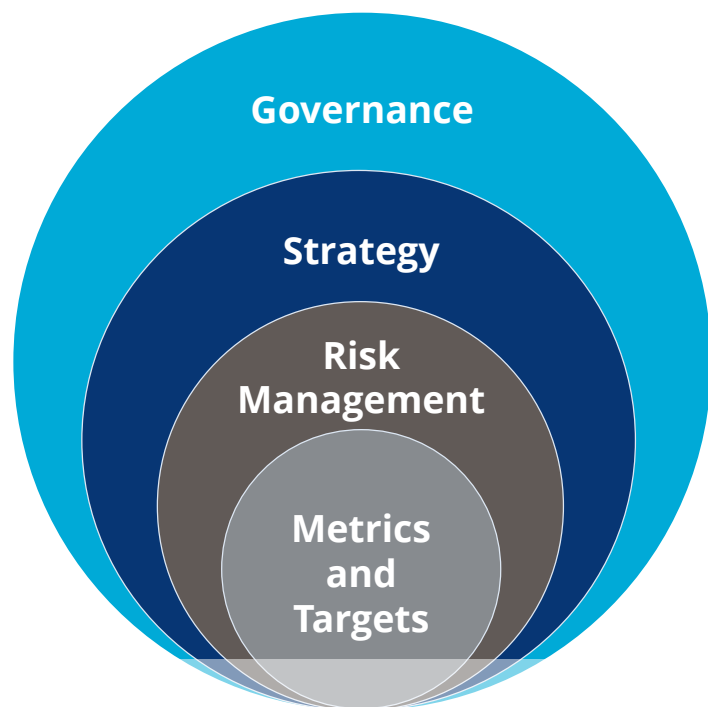 Governance
Strategy
Risk
Management
Metrics
and
Targets